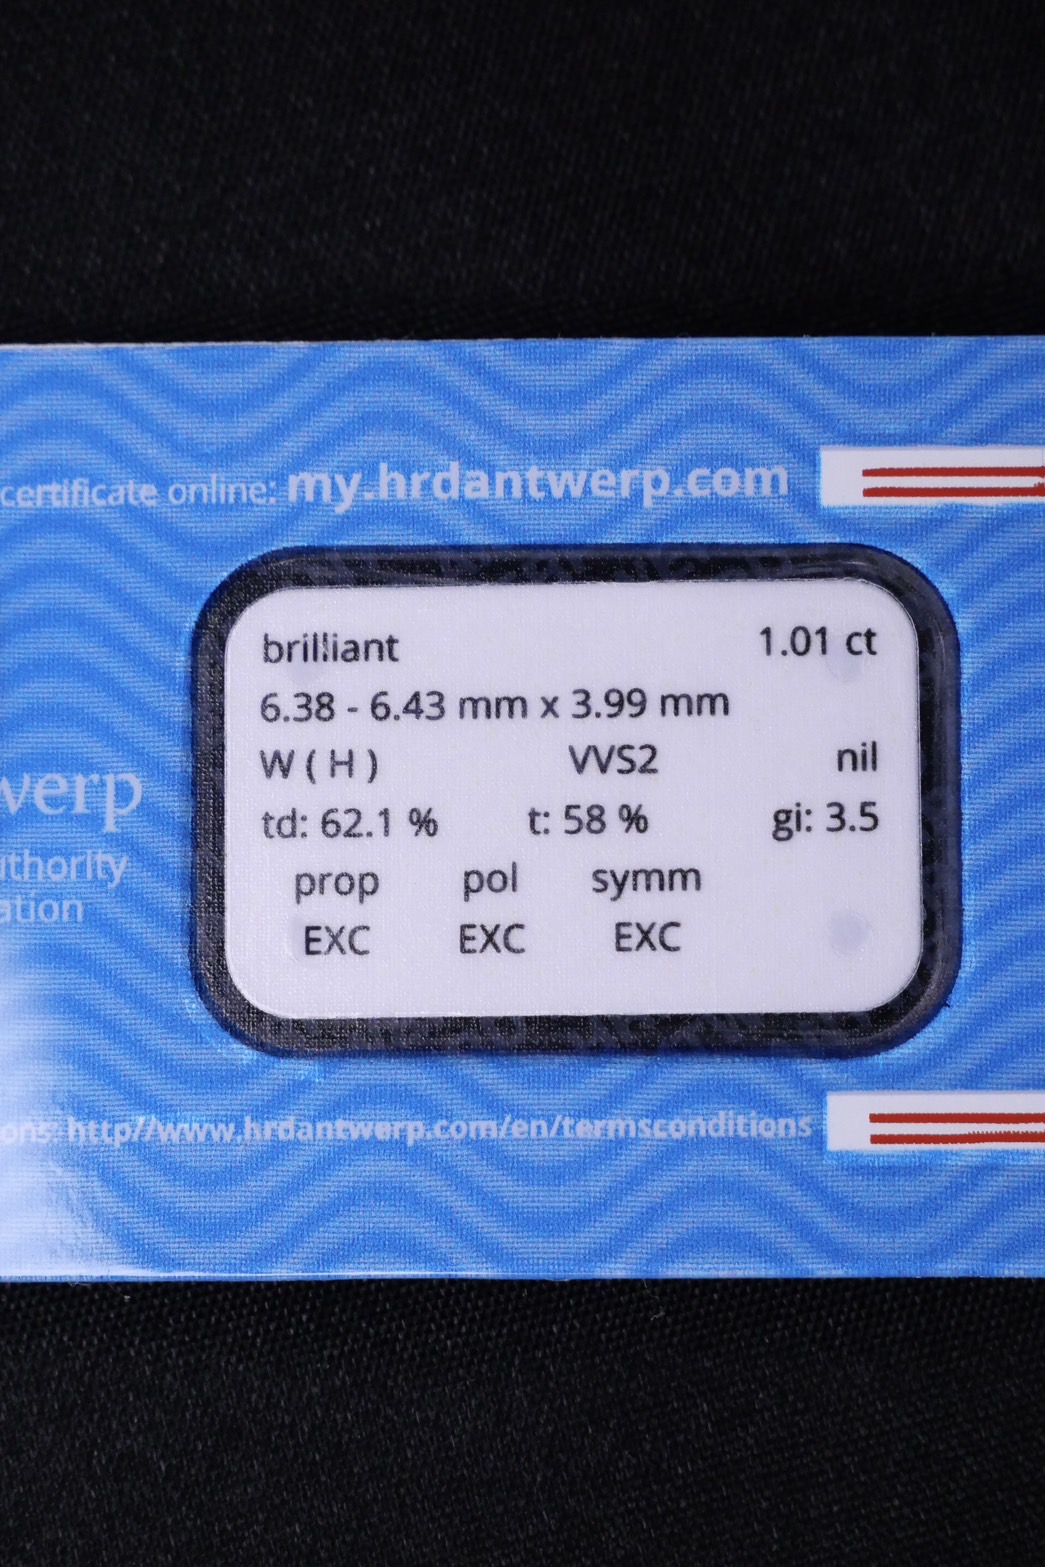 certificate online: my.hrdantwerp.com
brilliant 1.01 ct
6.38 - 6.43 mm x 3.99 mm
W ( H ) VVS2 nil
td: 62.1 % t: 58 % gi: 3.5
prop pol symm
EXC EXC EXC
werp
uthority
ation
ons: http//www.hrdantwerp.com/en/termsconditions